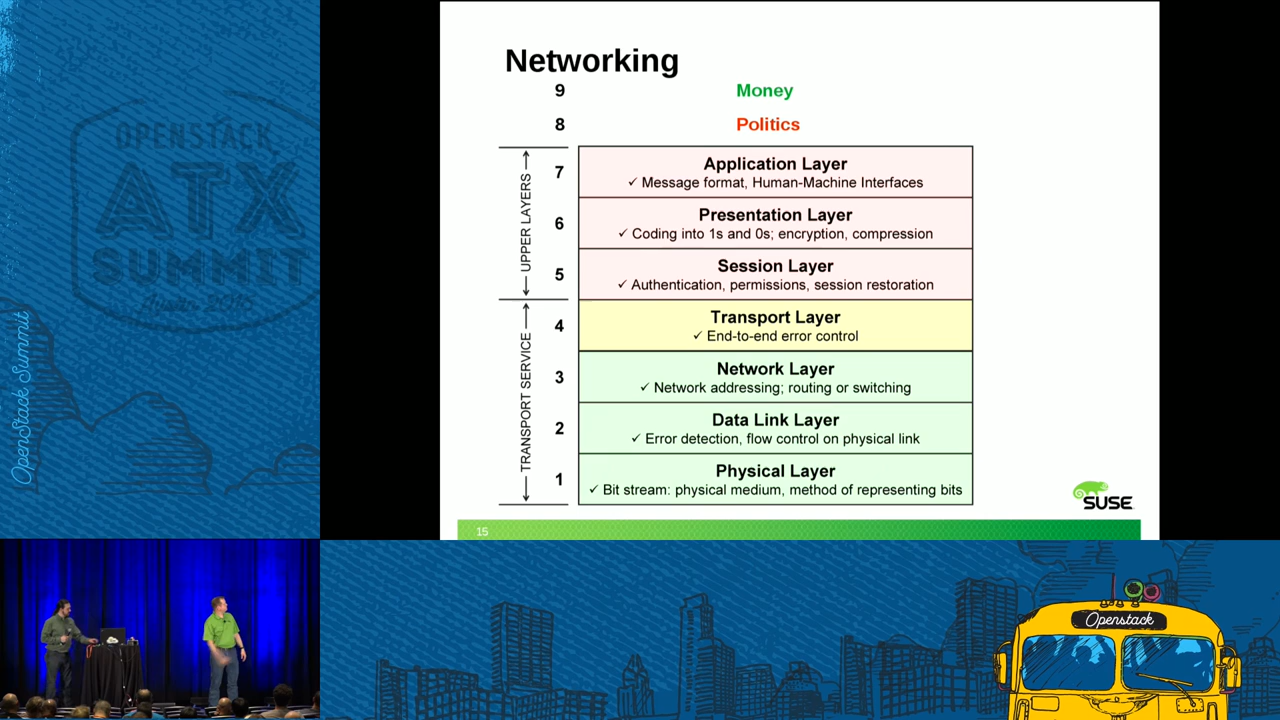 OPENSTACK
ATX
SUMMIT
OpenStack Summit
Networking
9 Money
8 Politics
UPPER LAYERS
7 Application Layer
✓ Message format, Human-Machine Interfaces
6 Presentation Layer
✓ Coding into 1s and 0s; encryption, compression
5 Session Layer
✓ Authentication, permissions, session restoration
TRANSPORT SERVICE
4 Transport Layer
✓ End-to-end error control
3 Network Layer
✓ Network addressing; routing or switching
2 Data Link Layer
✓ Error detection, flow control on physical link
1 Physical Layer
✓ Bit stream: physical medium, method of representing bits
SUSE
15
Openstack